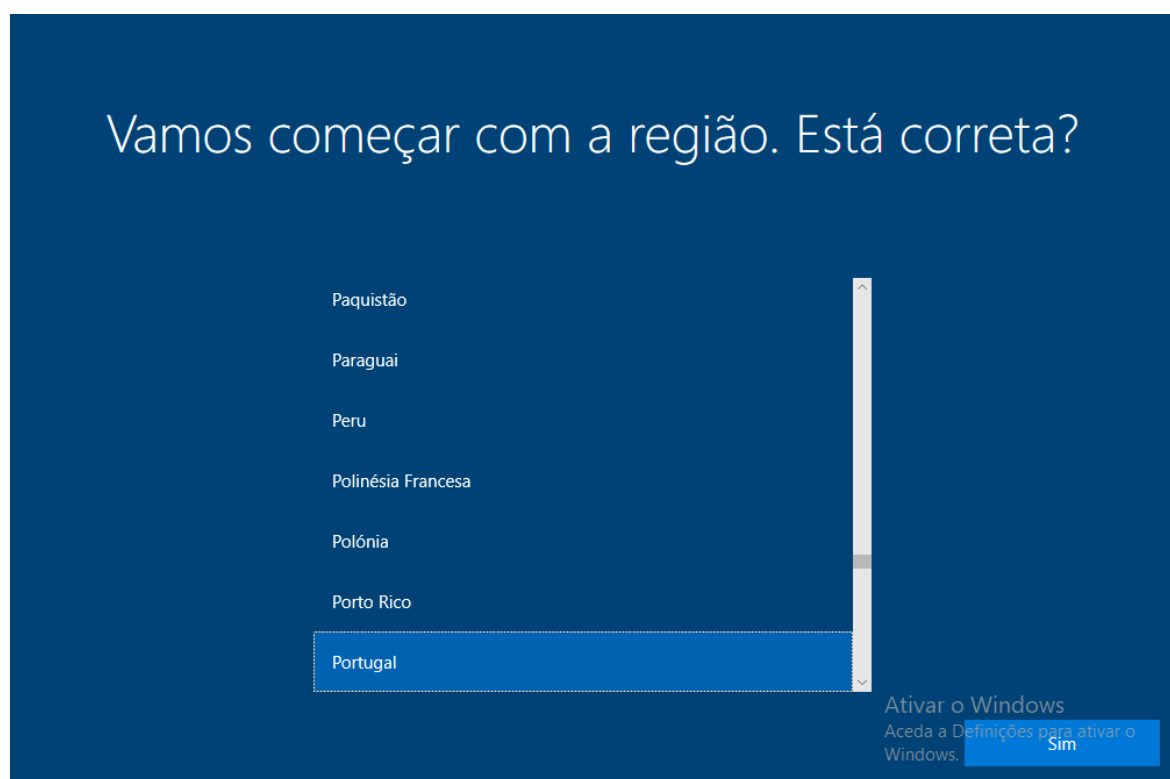 Vamos começar com a região. Está correta?
Paquistão
Paraguai
Peru
Polinésia Francesa
Polónia
Porto Rico
Portugal
Ativar o Windows
Aceda a Definições para ativar o
Windows.
Sim